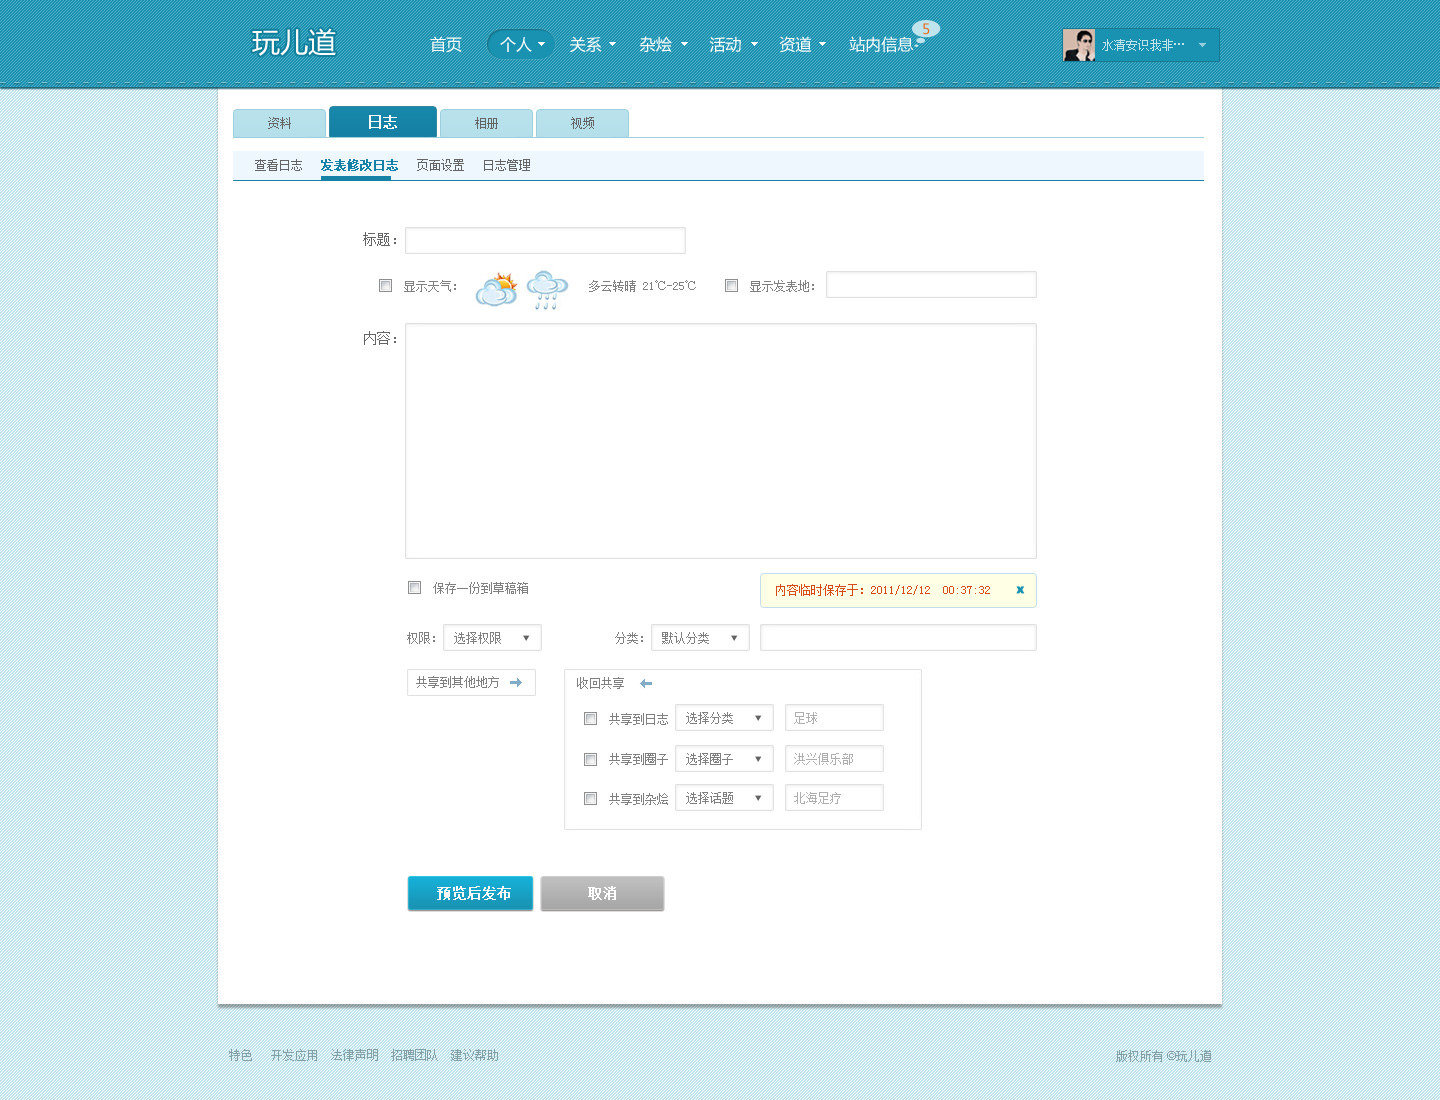 玩儿道
首页 个人 关系 杂烩 活动 资道 站内信息 5
水清安识我非…
资料 日志 相册 视频
查看日志 发表修改日志 页面设置 日志管理
标题：
显示天气： 多云转晴 21℃-25℃ 显示发表地：
内容：
保存一份到草稿箱 内容临时保存于：2011/12/12 00:37:32
权限： 选择权限 分类： 默认分类
共享到其他地方 收回共享
共享到日志 选择分类 足球
共享到圈子 选择圈子 洪兴俱乐部
共享到杂烩 选择话题 北海足疗
预览后发布 取消
特色 开发应用 法律声明 招聘团队 建议帮助
版权所有 ©玩儿道